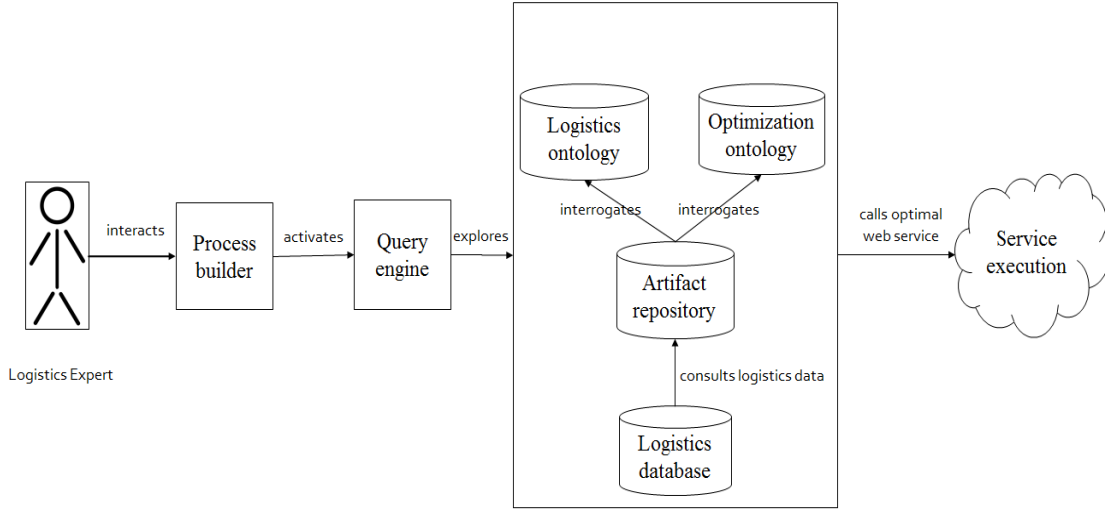 Logistics Expert
interacts
Process
builder
activates
Query
engine
explores
Logistics
ontology
Optimization
ontology
interrogates
interrogates
Artifact
repository
consults logistics data
Logistics
database
calls optimal
web service
Service
execution